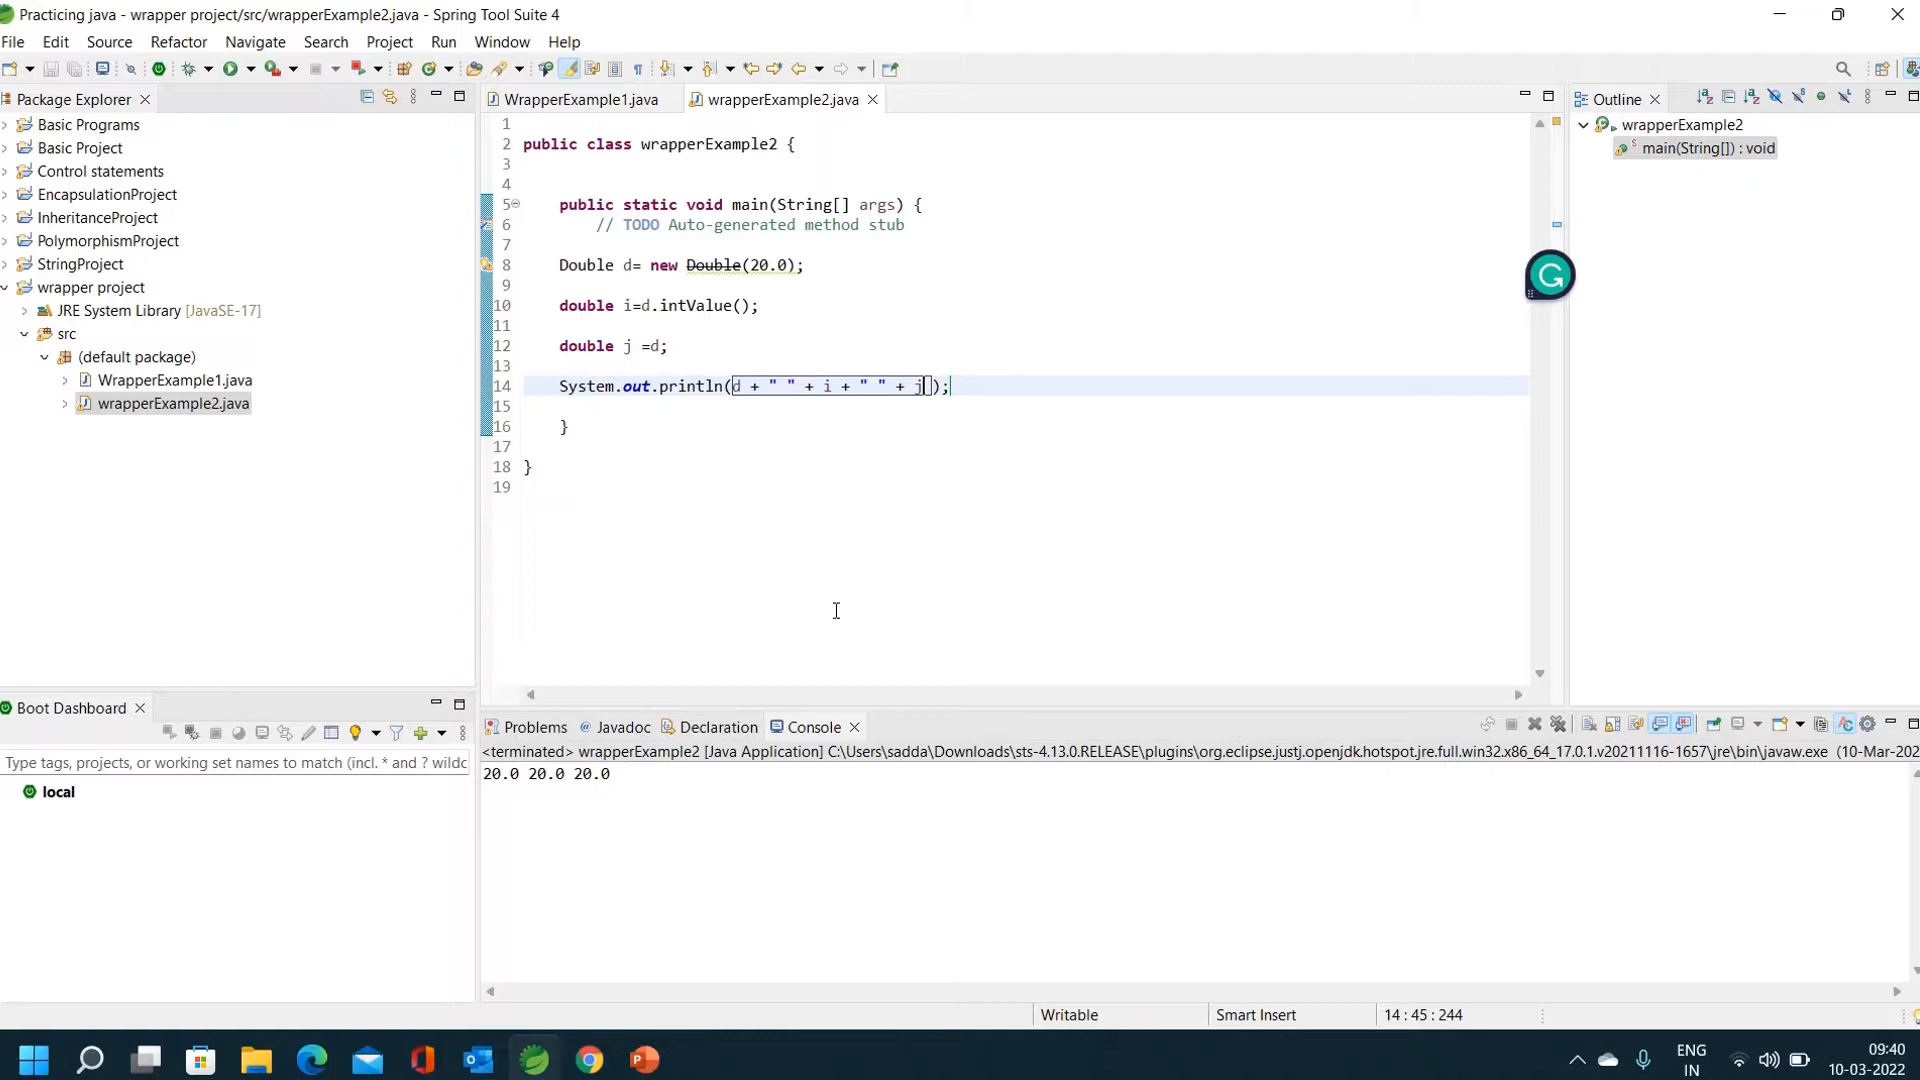 Practicing java - wrapper project/src/wrapperExample2.java - Spring Tool Suite 4
File Edit Source Refactor Navigate Search Project Run Window Help
Package Explorer
Basic Programs
Basic Project
Control statements
EncapsulationProject
InheritanceProject
PolymorphismProject
StringProject
wrapper project
JRE System Library [JavaSE-17]
src
(default package)
WrapperExample1.java
wrapperExample2.java
WrapperExample1.java wrapperExample2.java
1
2 public class wrapperExample2 {
3
4
5 public static void main(String[] args) {
6 // TODO Auto-generated method stub
7
8 Double d= new Double(20.0);
9
10 double i=d.intValue();
11
12 double j =d;
13
14 System.out.println(d + " " + i + " " + j );
15
16 }
17
18 }
19
Outline
wrapperExample2
main(String[]) : void
Boot Dashboard
Type tags, projects, or working set names to match (incl. * and ? wildc
local
Problems Javadoc Declaration Console
<terminated> wrapperExample2 [Java Application] C:\Users\sadda\Downloads\sts-4.13.0.RELEASE\plugins\org.eclipse.justj.openjdk.hotspot.jre.full.win32.x86_64_17.0.1.v20211116-1657\jre\bin\javaw.exe (10-Mar-202
20.0 20.0 20.0
Writable Smart Insert 14 : 45 : 244
ENG
IN
09:40
10-03-2022